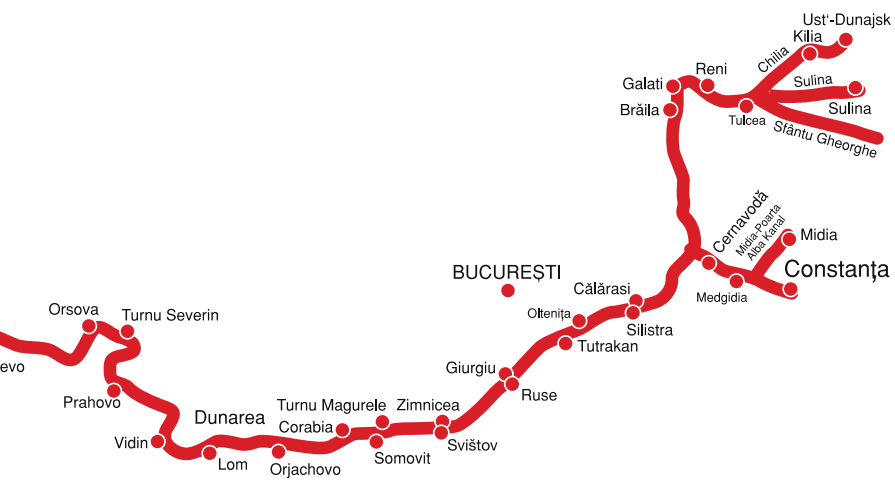 Ust'-Dunajsk
Kilia
Chilia
Reni
Galati
Sulina
Brăila
Tulcea
Sulina
Sfântu Gheorghe
Cernavodă
Midia-Poarta
Alba Kanal
Midia
BUCUREȘTI
Constanța
Călărasi
Medgidia
Orsova
Turnu Severin
Oltenița
Silistra
Tutrakan
evo
Giurgiu
Prahovo
Ruse
Turnu Magurele
Zimnicea
Dunarea
Corabia
Vidin
Svištov
Somovit
Lom
Orjachovo